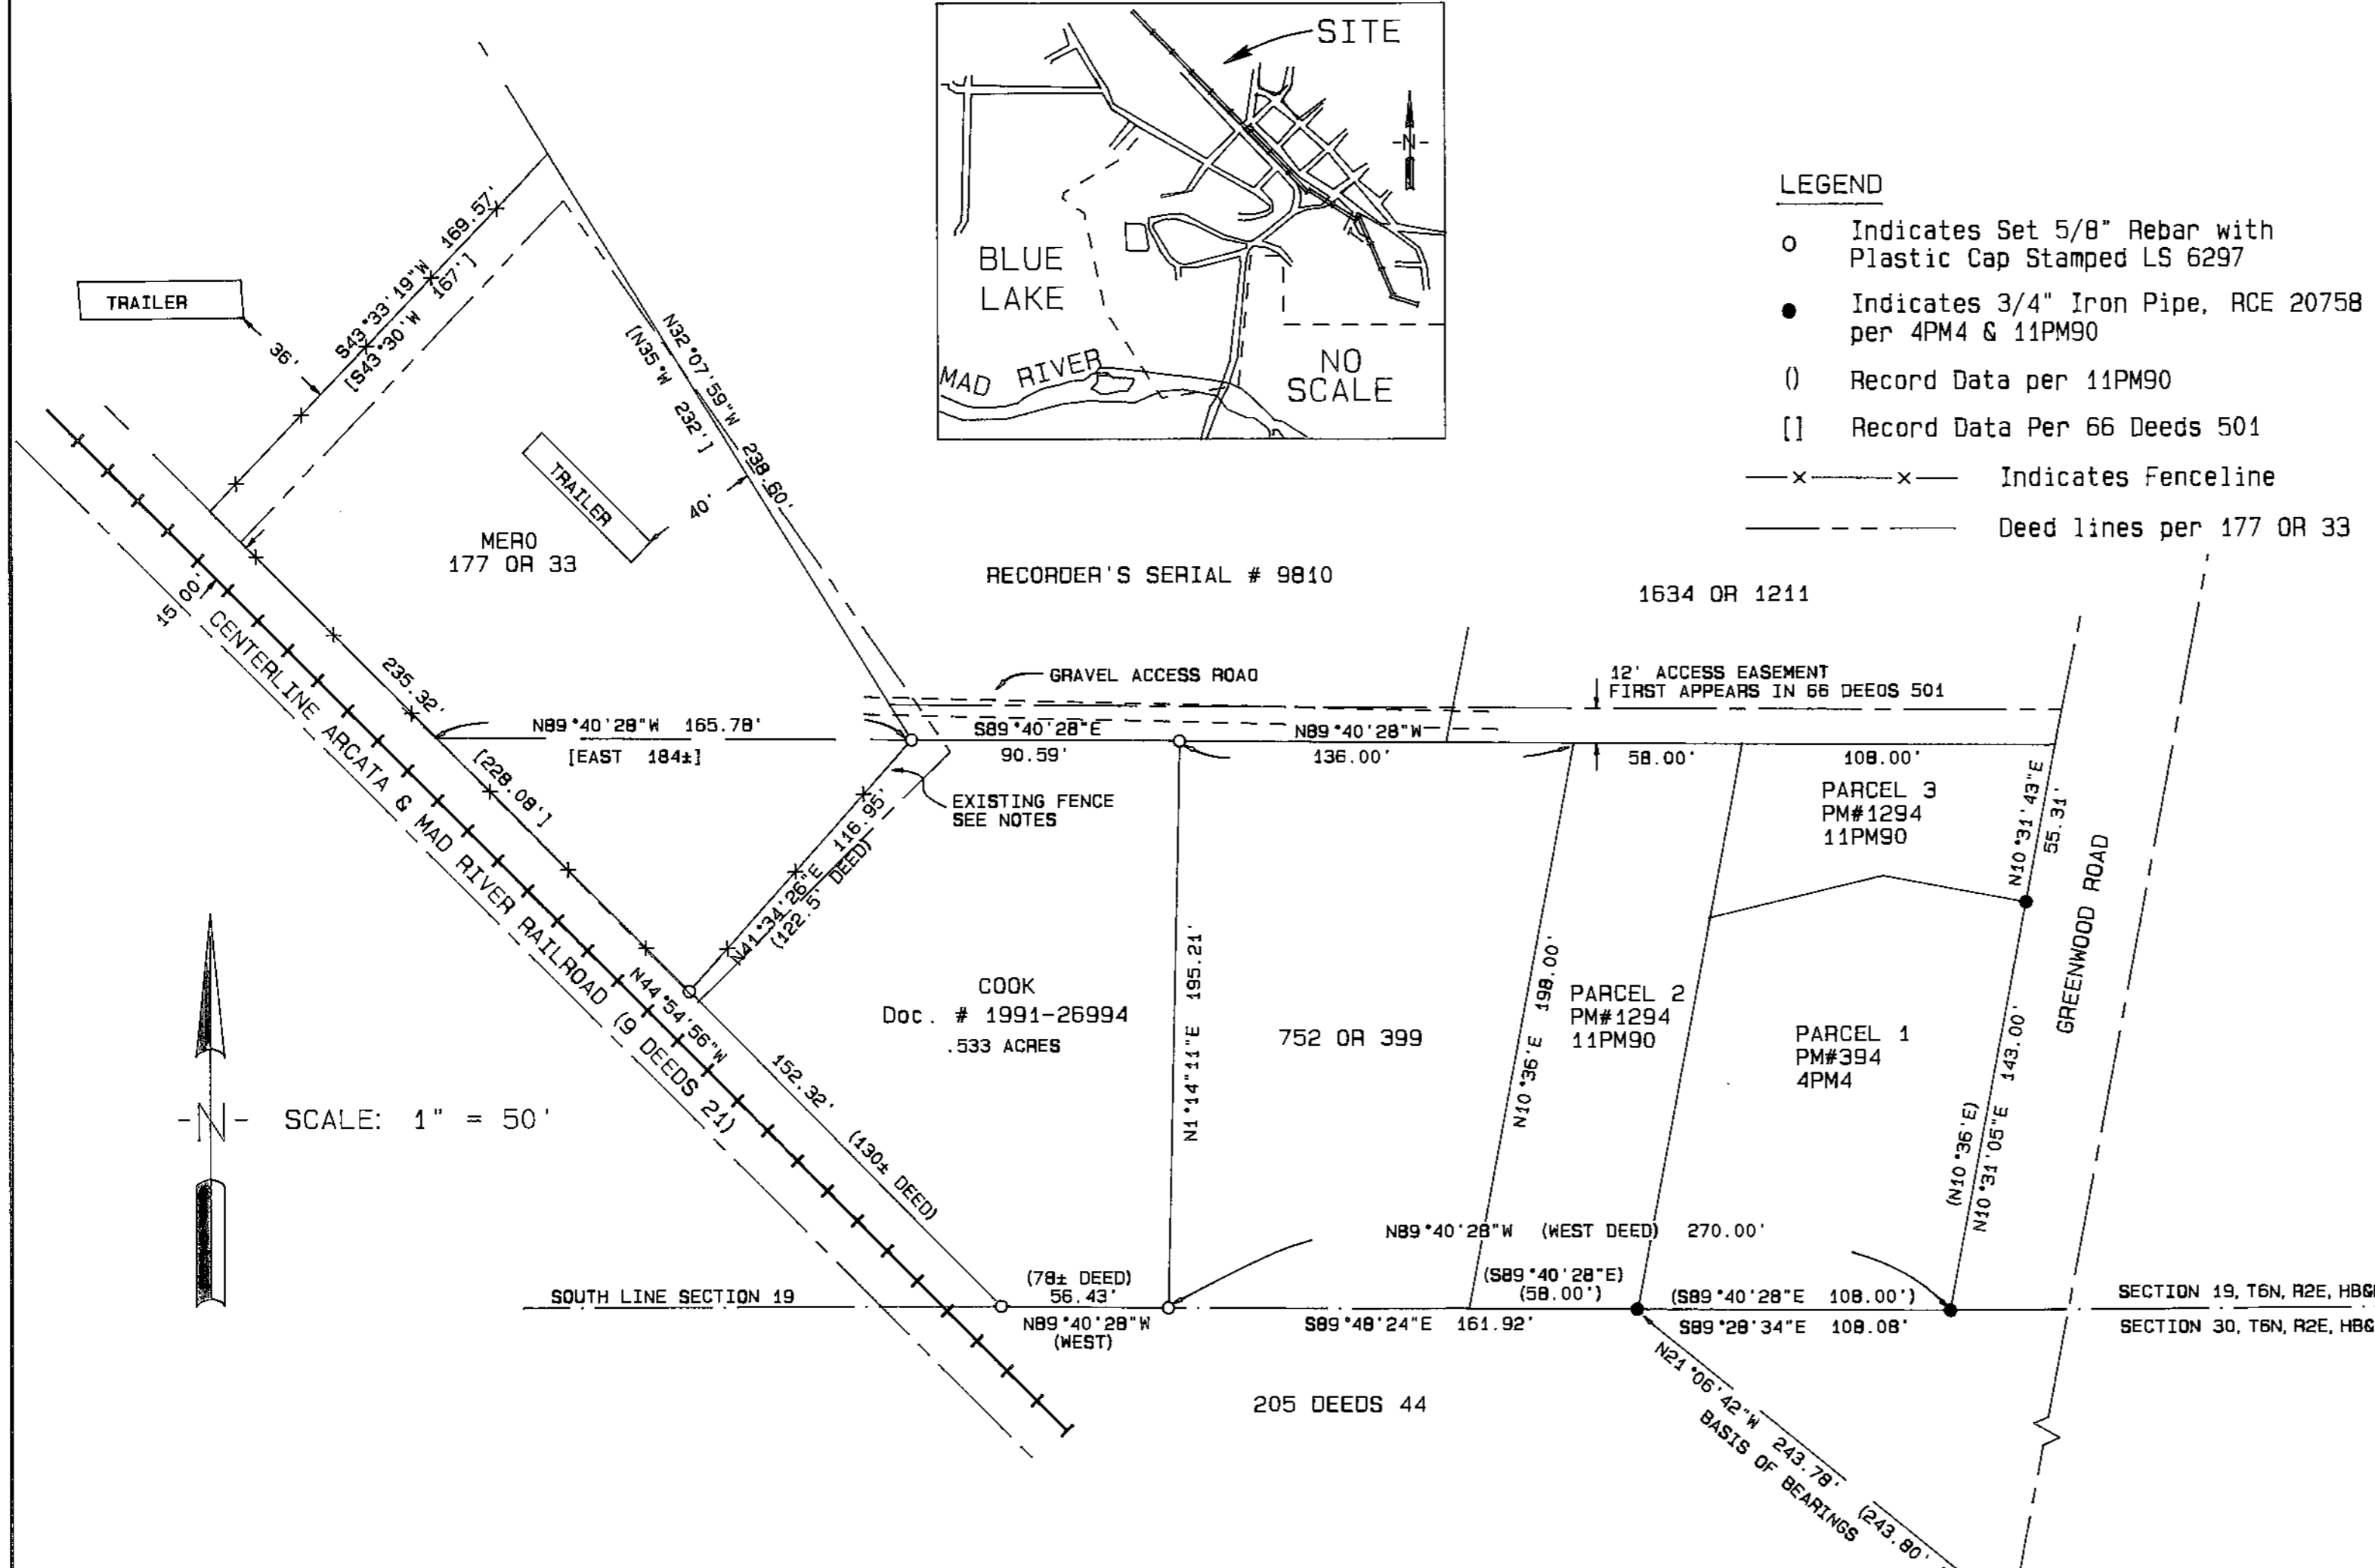 SITE
-N-
BLUE
LAKE
MAD RIVER
NO
SCALE
LEGEND
o Indicates Set 5/8" Rebar with
Plastic Cap Stamped LS 6297
● Indicates 3/4" Iron Pipe, RCE 20758
per 4PM4 & 11PM90
() Record Data per 11PM90
[] Record Data Per 66 Deeds 501
—x———x— Indicates Fenceline
Deed lines per 177 OR 33
TRAILER
36'
S43°33'19"W 169.57'
[S43°30'W 167']
N32°07'59"W 238.60'
[N35°W 232']
TRAILER
40'
MERO
177 OR 33
RECORDER'S SERIAL # 9810
1634 OR 1211
15.00'
CENTERLINE ARCATA & MAD RIVER RAILROAD (9 DEEDS 21)
235.32'
[228.08']
N44°54'56"W
152.32'
(130± DEED)
GRAVEL ACCESS ROAD
12' ACCESS EASEMENT
FIRST APPEARS IN 66 DEEDS 501
N89°40'28"W 165.78'
[EAST 184±]
S89°40'28"E
90.59'
N89°40'28"W
136.00'
58.00'
108.00'
EXISTING FENCE
SEE NOTES
N41°34'26"E 116.95'
(122.5' DEED)
PARCEL 3
PM#1294
11PM90
N10°31'43"E
55.31'
GREENWOOD ROAD
COOK
Doc. # 1991-26994
.533 ACRES
N1°14'11"E 195.21'
752 OR 399
N10°36'E 198.00'
PARCEL 2
PM#1294
11PM90
PARCEL 1
PM#394
4PM4
(N10°36'E)
N10°31'05"E 143.00'
-N- SCALE: 1" = 50'
N89°40'28"W (WEST DEED) 270.00'
SOUTH LINE SECTION 19
(78± DEED)
56.43'
N89°40'28"W
(WEST)
(S89°40'28"E)
(58.00')
(S89°40'28"E 108.00')
S89°48'24"E 161.92'
S89°28'34"E 108.08'
SECTION 19, T6N, R2E,
SECTION 30, T6N, R2E,
205 DEEDS 44
N21°06'42"W 243.78' (243.80'
BASIS OF BEARINGS